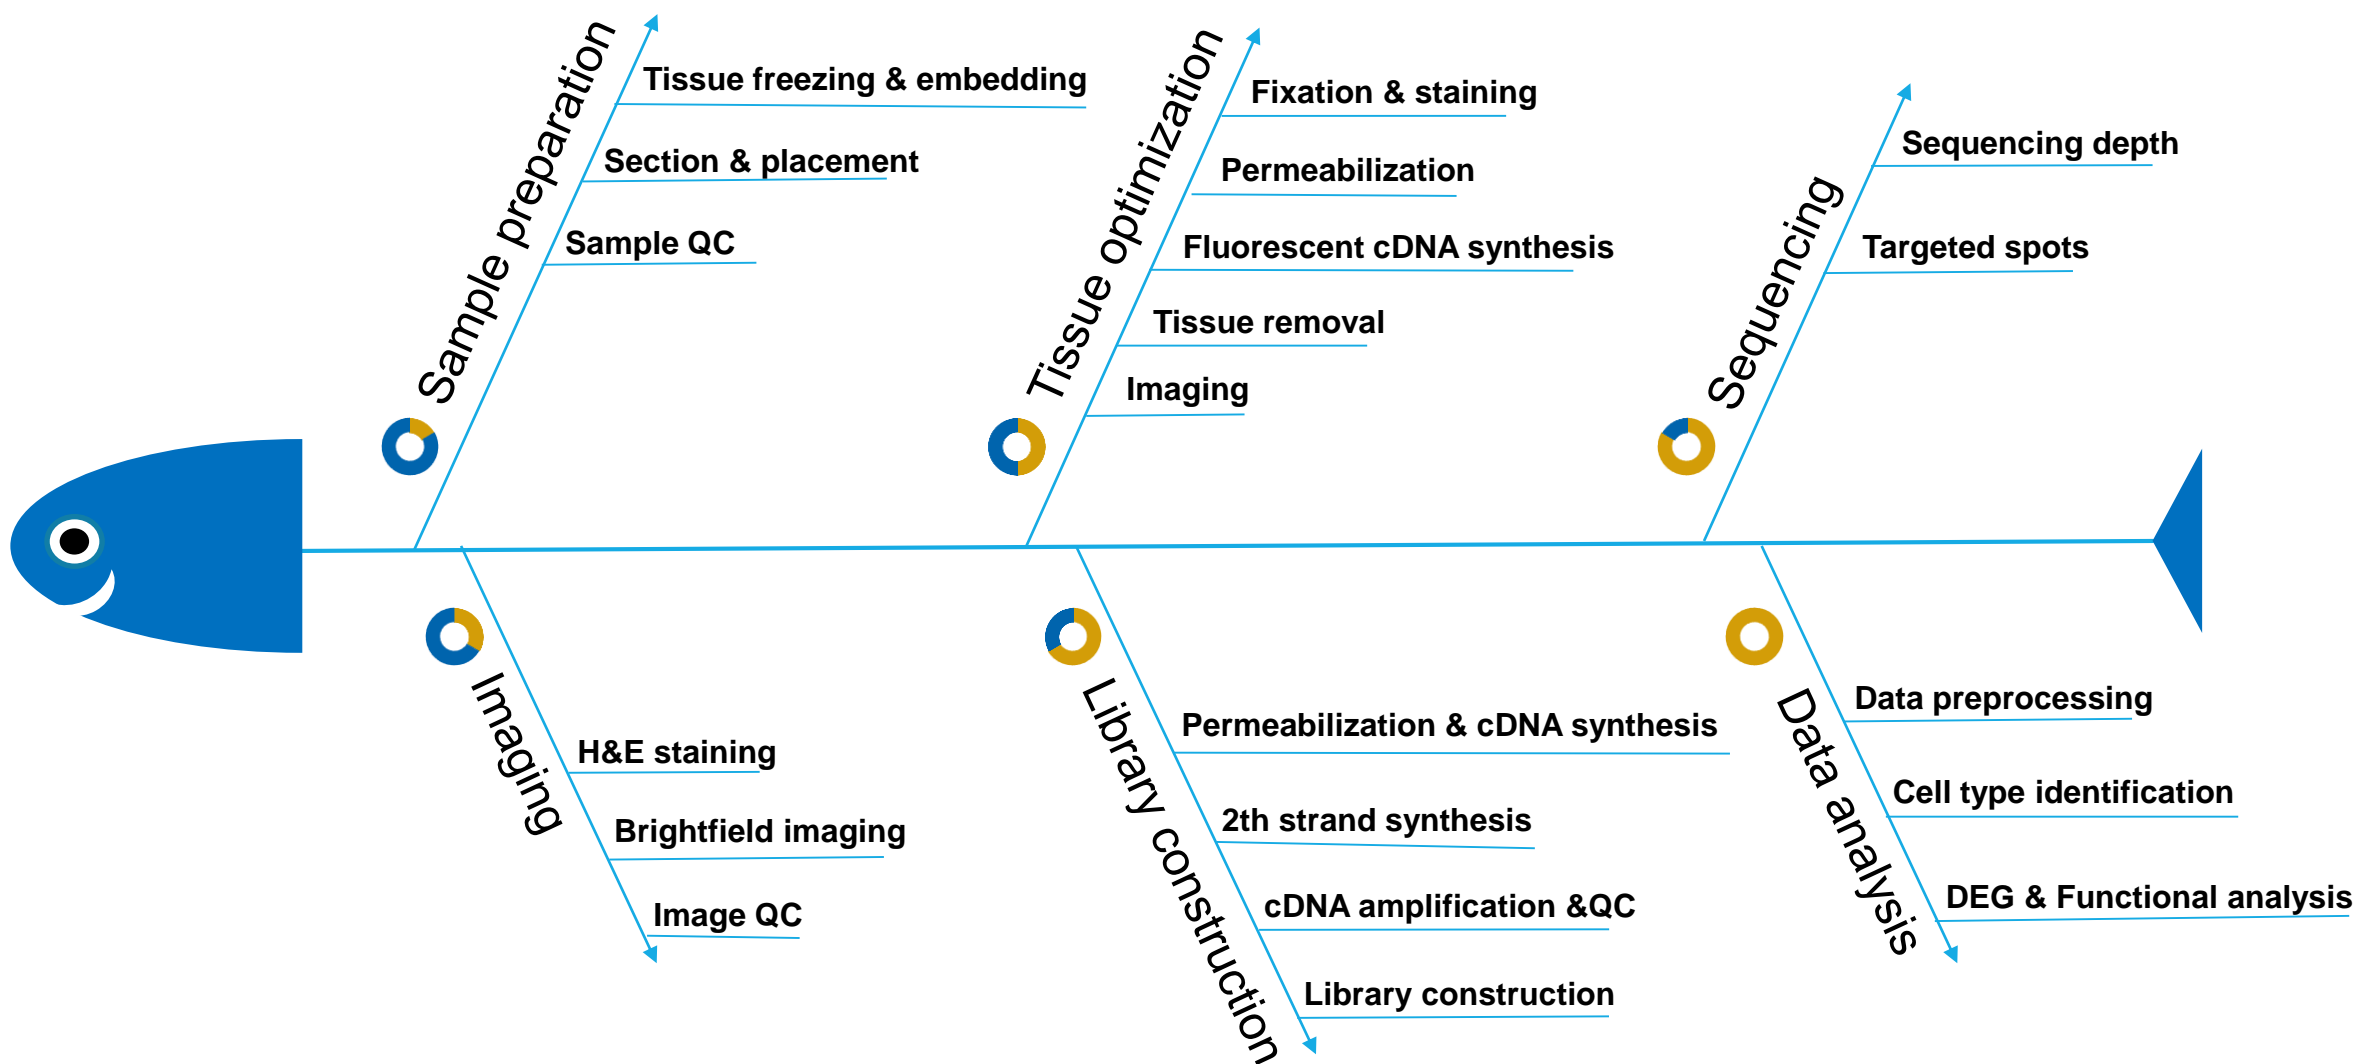 Sample preparation
Tissue freezing & embedding
Section & placement
Sample QC
Tissue optimization
Fixation & staining
Permeabilization
Fluorescent cDNA synthesis
Tissue removal
Imaging
Sequencing
Sequencing depth
Targeted spots
Imaging
H&E staining
Brightfield imaging
Image QC
Library construction
Permeabilization & cDNA synthesis
2th strand synthesis
cDNA amplification &QC
Library construction
Data analysis
Data preprocessing
Cell type identification
DEG & Functional analysis